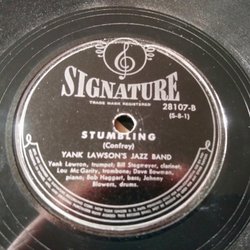 SIGNATURE
TRADE MARK REGISTERED
28107-B
(S-8-1)
STUMBLING
(Confrey)
YANK LAWSON'S JAZZ BAND
Yank Lawson, trumpet; Bill Stegmeyer, clarinet;
Lou McGarity, trombone; Dave Bowman,
piano; Bob Haggart, bass; Johnny
Blowers, drums.